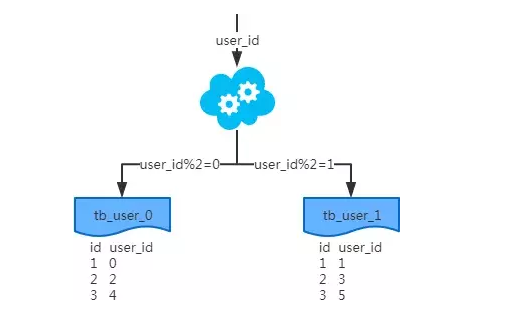 user_id
user_id%2=0
user_id%2=1
tb_user_0
tb_user_1
id user_id
1 0
2 2
3 4
id user_id
1 1
2 3
3 5